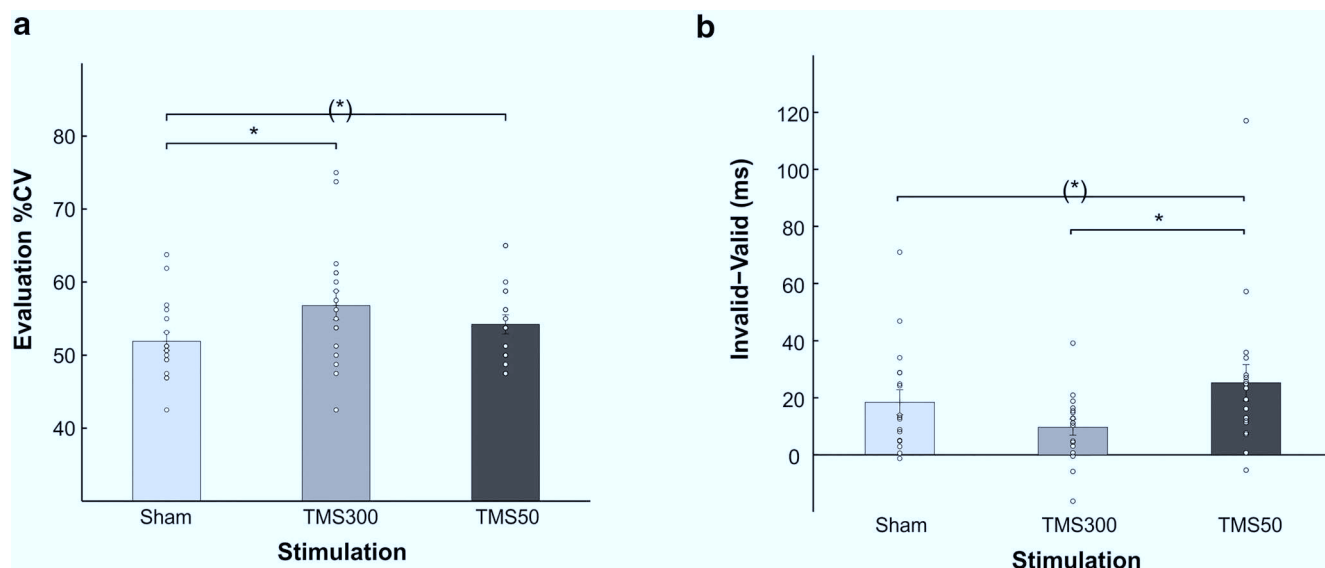 a
Evaluation %CV
80
70
60
50
40
(*)
*
Sham TMS300 TMS50
Stimulation
b
Invalid−Valid (ms)
120
100
80
60
40
20
0
(*)
*
Sham TMS300 TMS50
Stimulation